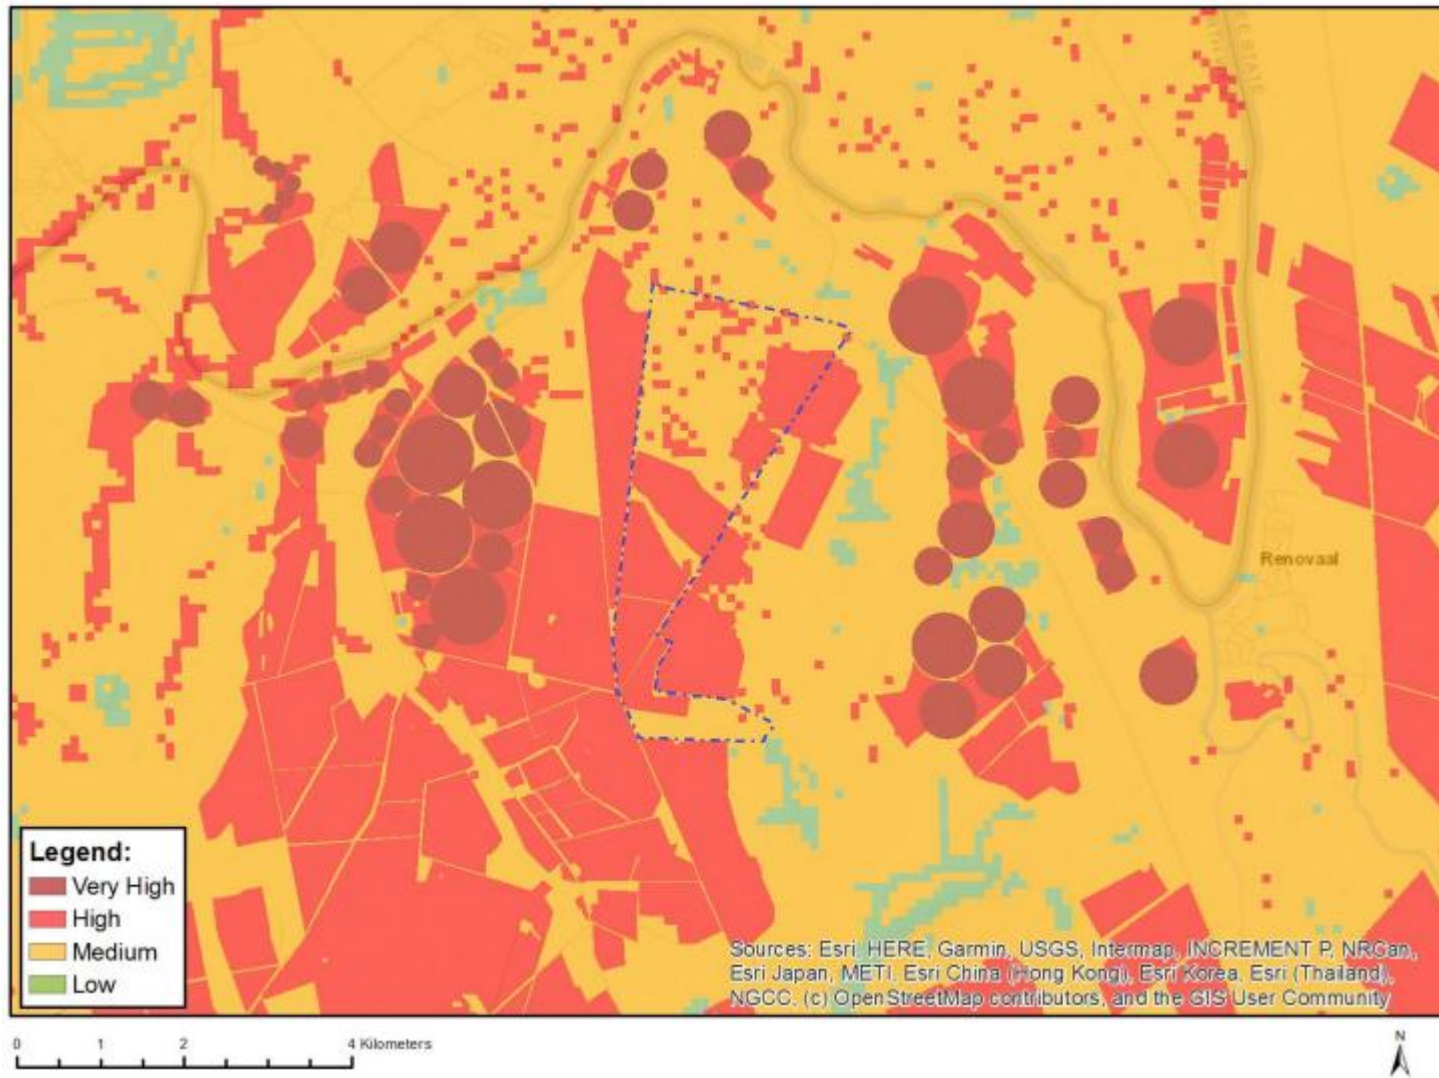 E ESTATE
Renovaal
Legend:
Very High
High
Medium
Low
Sources: Esri, HERE, Garmin, USGS, Intermap, INCREMENT P, NRCan,
Esri Japan, METI, Esri China (Hong Kong), Esri Korea, Esri (Thailand),
NGCC, (c) OpenStreetMap contributors, and the GIS User Community
0 1 2 4 Kilometers
N